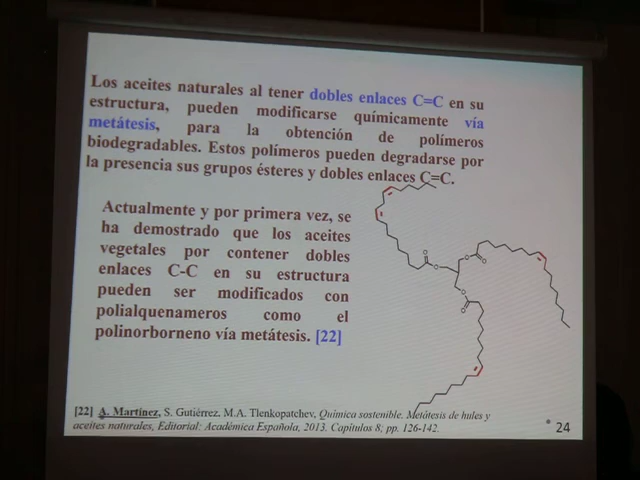 Los aceites naturales al tener dobles enlaces C=C en su
estructura, pueden modificarse químicamente vía
metátesis, para la obtención de polímeros
biodegradables. Estos polímeros pueden degradarse por
la presencia sus grupos ésteres y dobles enlaces C=C.
Actualmente y por primera vez, se
ha demostrado que los aceites
vegetales por contener dobles
enlaces C-C en su estructura
pueden ser modificados con
polialquenameros como el
polinorborneno vía metátesis. [22]
O
O
O
O
O
O
[22] A. Martínez, S. Gutiérrez, M.A. Tlenkopatchev, Química sostenible. Metátesis de hules y
aceites naturales, Editorial: Académica Española, 2013. Capítulos 8, pp. 126-142.
* 24